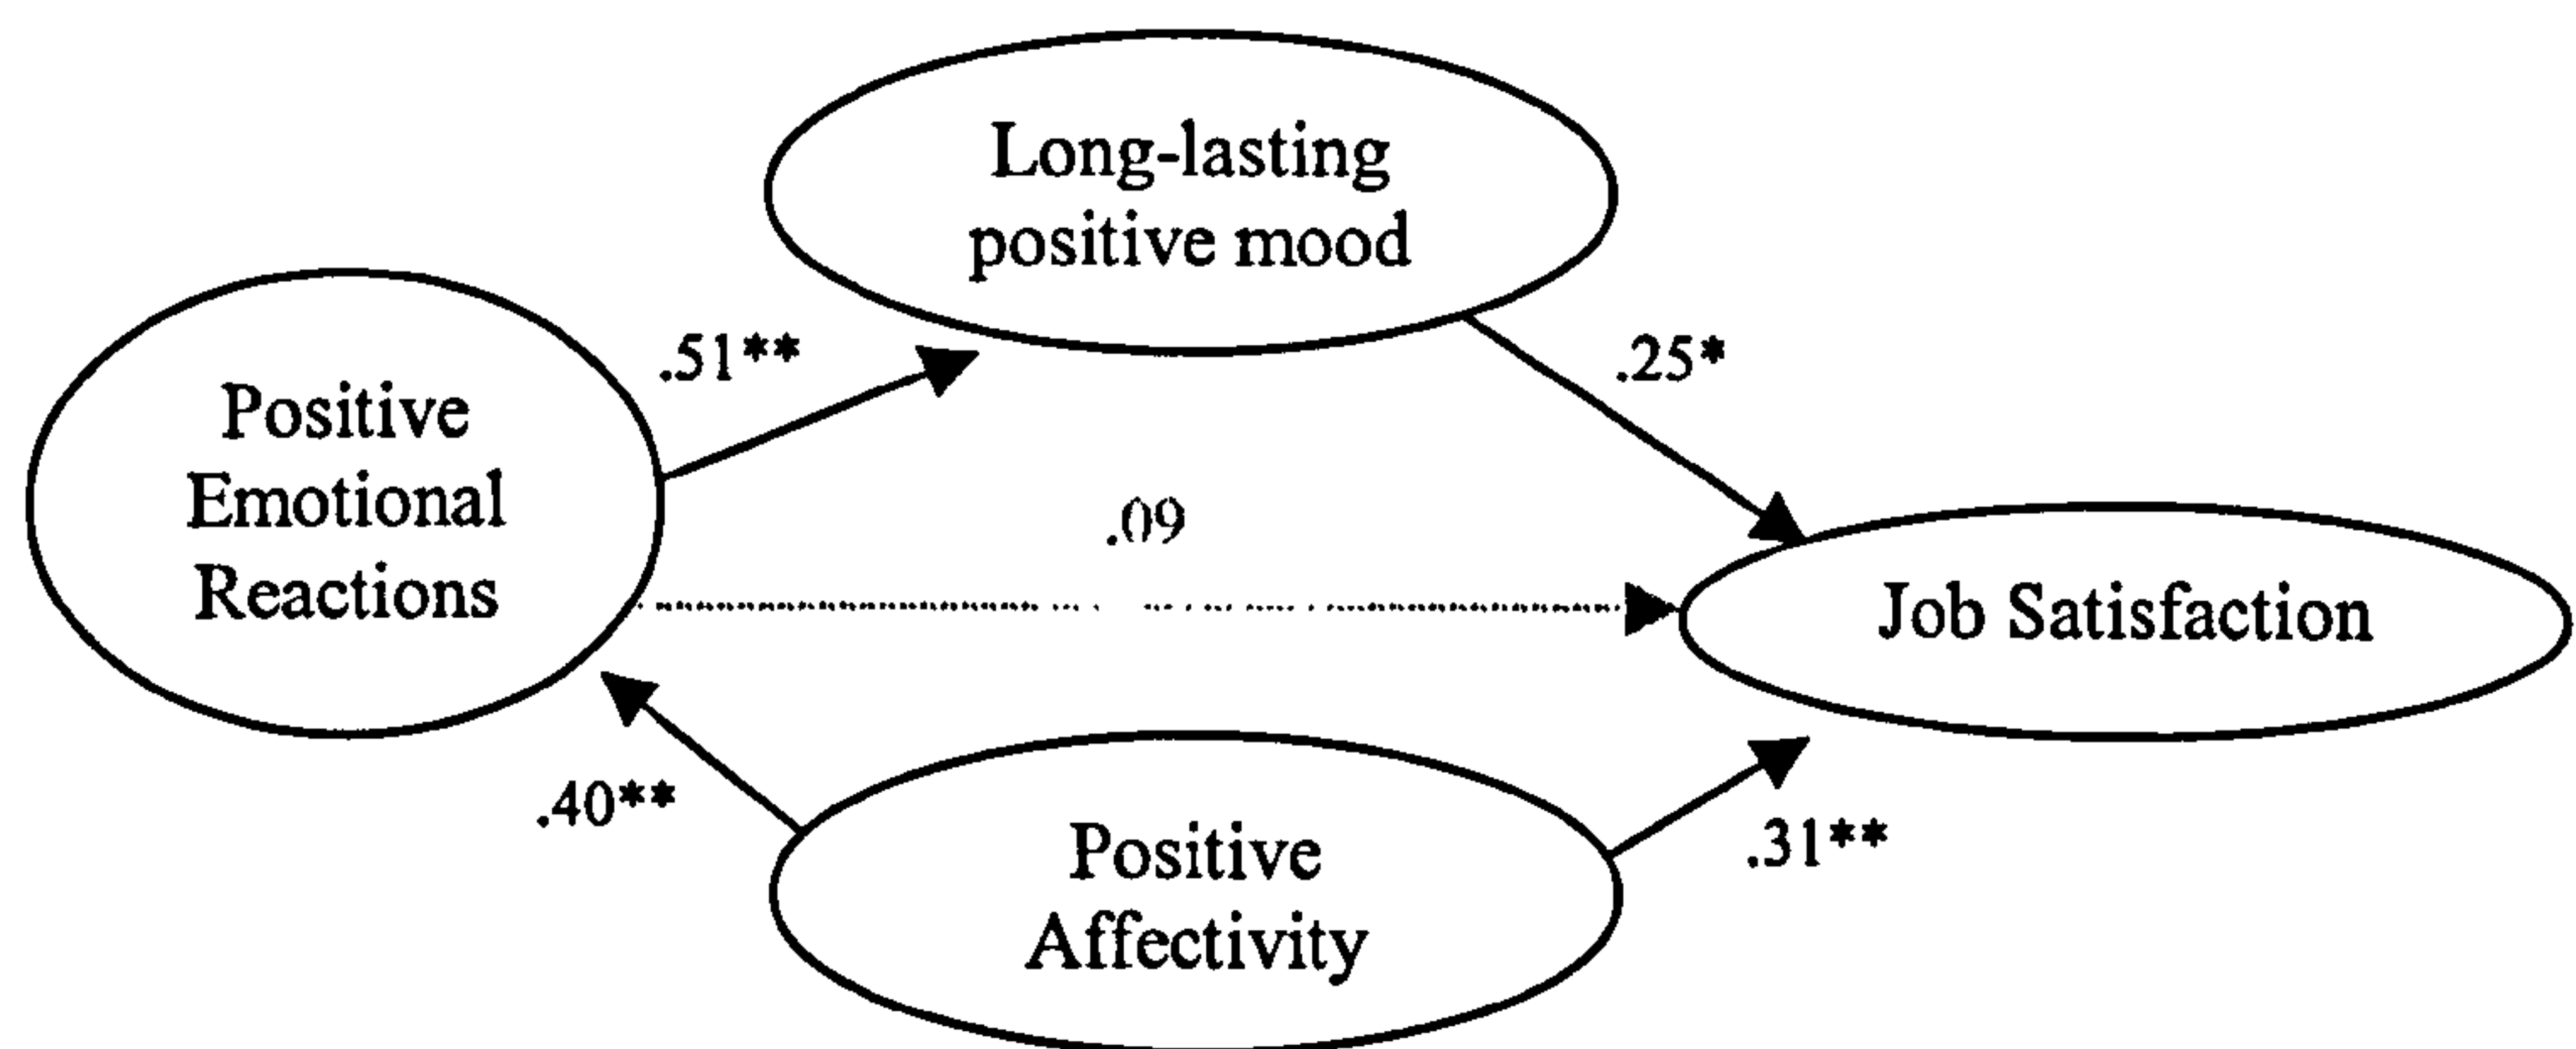 Long-lasting
positive mood
.51**
.25*
Positive
Emotional
Reactions
.09
Job Satisfaction
.40**
Positive
Affectivity
.31**